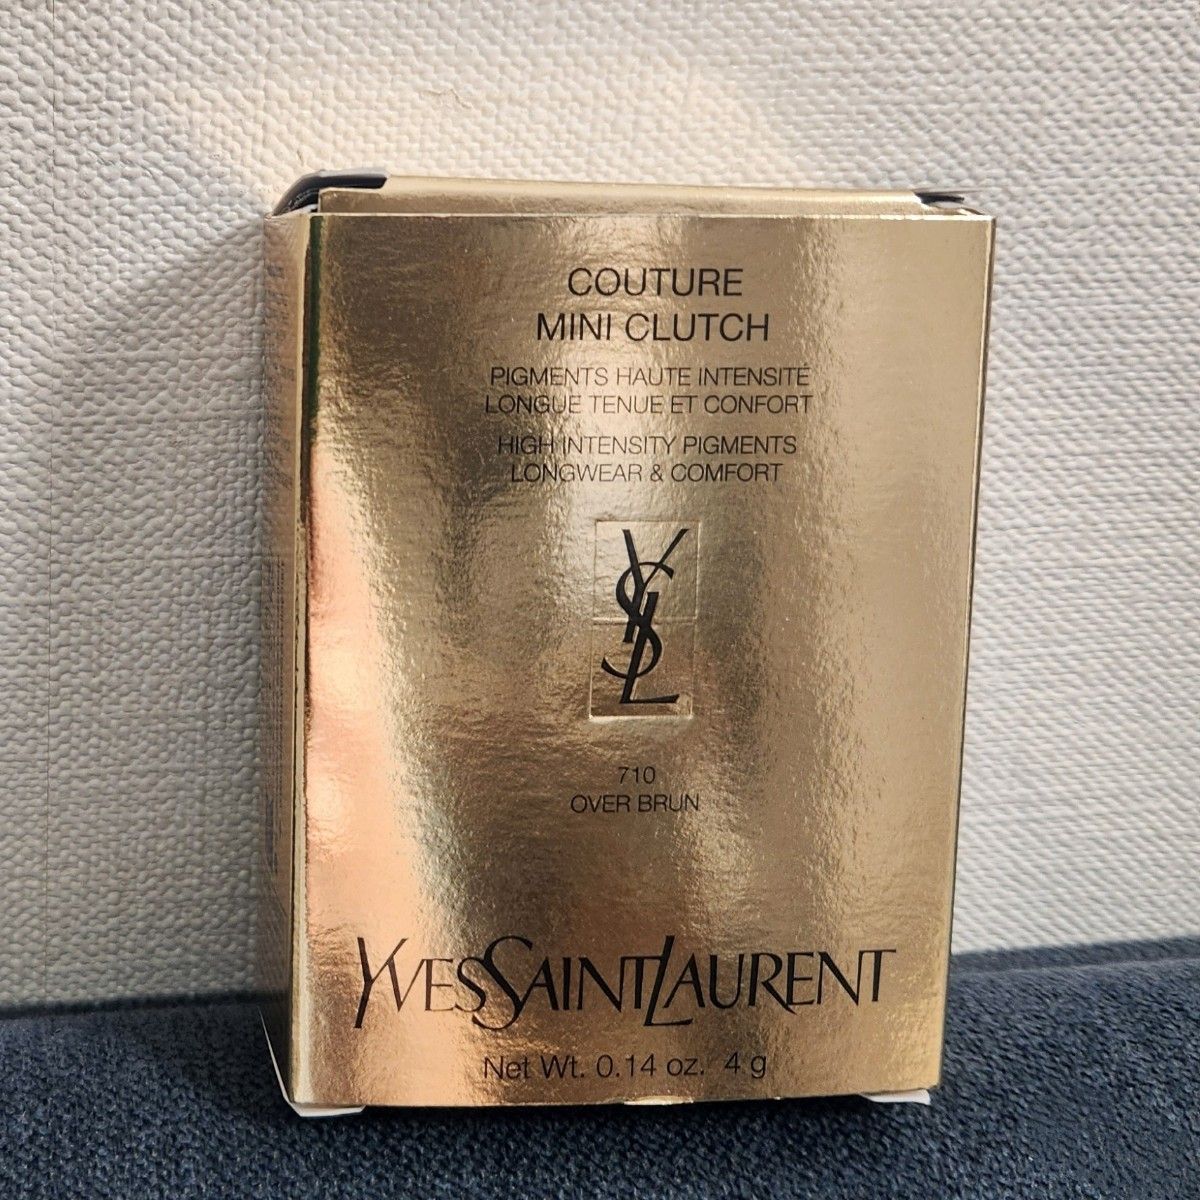 COUTURE
MINI CLUTCH
PIGMENTS HAUTE INTENSITÉ
LONGUE TENUE ET CONFORT
HIGH INTENSITY PIGMENTS
LONGWEAR & COMFORT
YSL
710
OVER BRUN
YVESSAINTLAURENT
Net Wt. 0.14 oz. 4 g